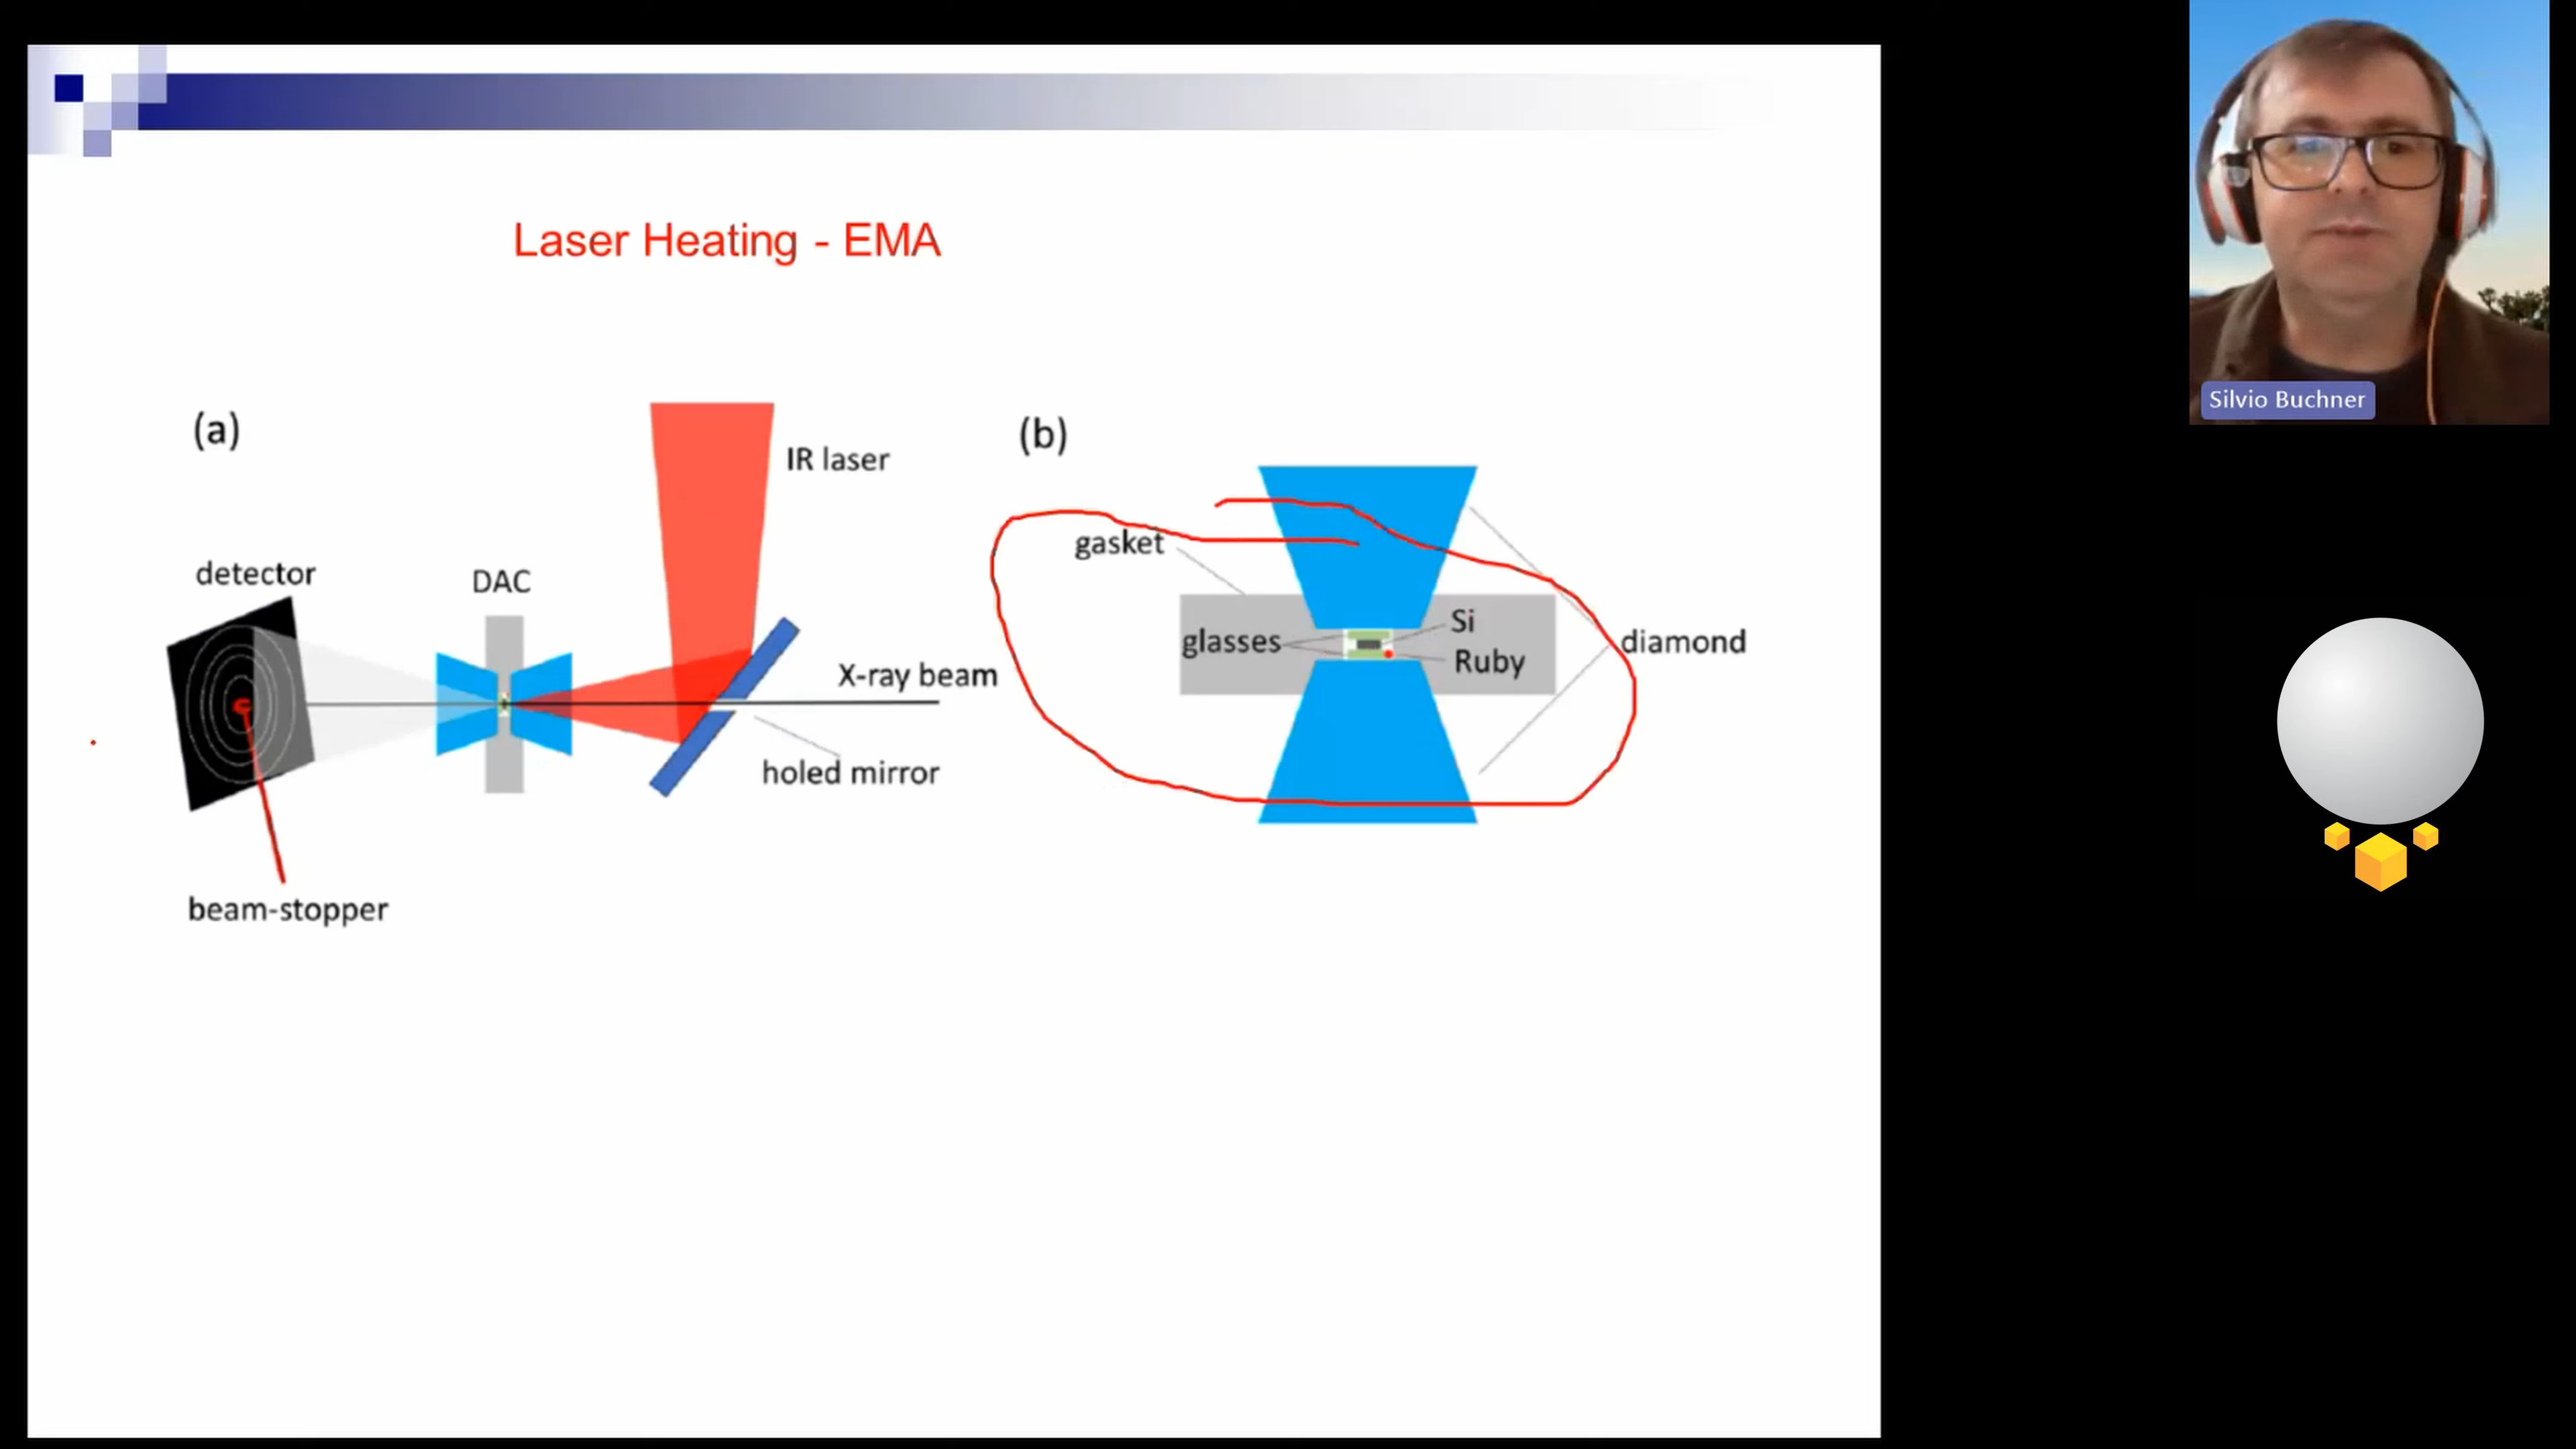 Laser Heating - EMA
(a)
IR laser
detector
DAC
X-ray beam
holed mirror
beam-stopper
(b)
gasket
glasses
Si
Ruby
diamond
Silvio Buchner